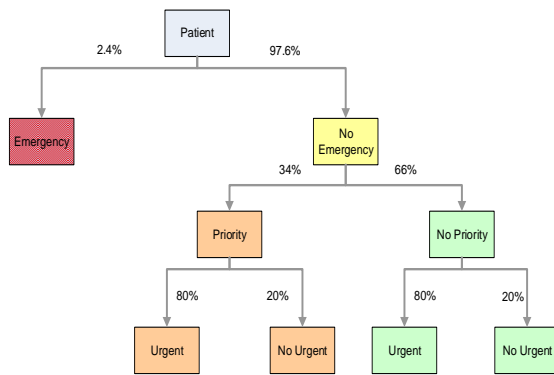 Patient
2.4%
97.6%
Emergency
No
Emergency
34%
66%
Priority
No Priority
80%
20%
80%
20%
Urgent
No Urgent
Urgent
No Urgent